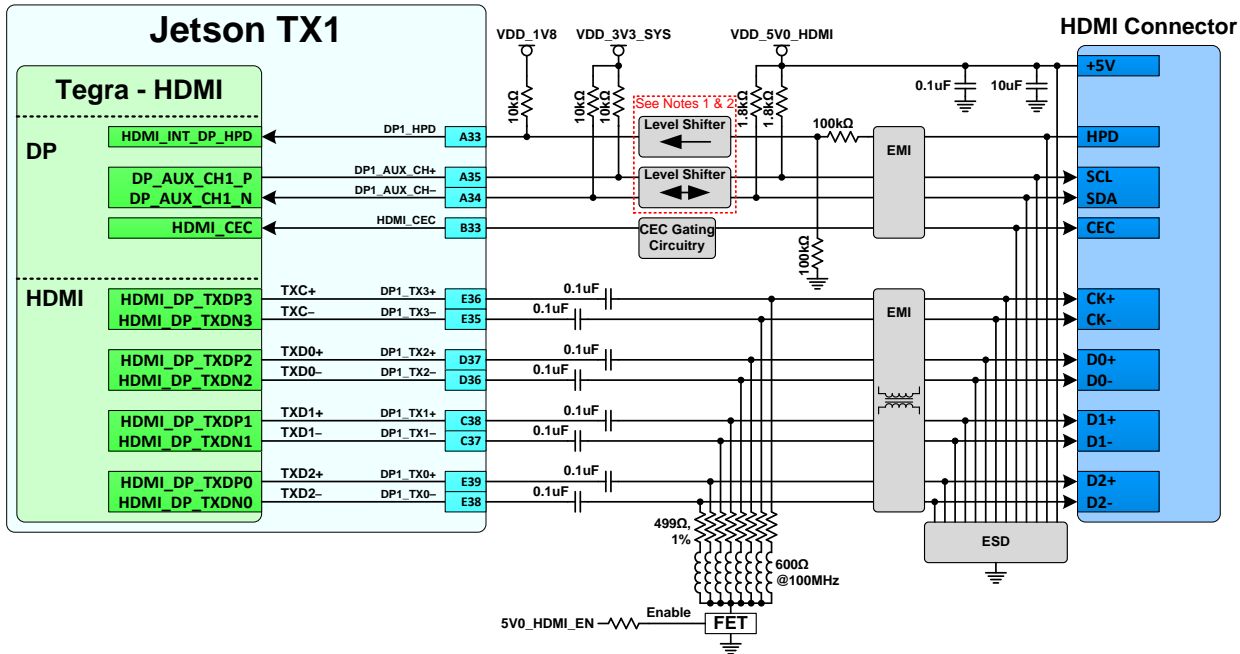 Jetson TX1
HDMI Connector
VDD_1V8
VDD_3V3_SYS
VDD_5V0_HDMI
Tegra - HDMI
+5V
0.1uF
10uF
10kΩ
10kΩ
10kΩ
See Notes 1 & 2
1.8kΩ
1.8kΩ
DP
HDMI_INT_DP_HPD
DP1_HPD
A33
Level Shifter
100kΩ
EMI
HPD
DP_AUX_CH1_P
DP1_AUX_CH+
A35
Level Shifter
SCL
DP_AUX_CH1_N
DP1_AUX_CH–
A34
SDA
HDMI_CEC
HDMI_CEC
B33
CEC Gating
Circuitry
CEC
100kΩ
HDMI
HDMI_DP_TXDP3
TXC+
DP1_TX3+
E36
0.1uF
EMI
CK+
HDMI_DP_TXDN3
TXC–
DP1_TX3–
E35
0.1uF
CK-
HDMI_DP_TXDP2
TXD0+
DP1_TX2+
D37
0.1uF
D0+
HDMI_DP_TXDN2
TXD0–
DP1_TX2–
D36
0.1uF
D0-
HDMI_DP_TXDP1
TXD1+
DP1_TX1+
C38
0.1uF
D1+
HDMI_DP_TXDN1
TXD1–
DP1_TX1–
C37
0.1uF
D1-
HDMI_DP_TXDP0
TXD2+
DP1_TX0+
E39
0.1uF
D2+
HDMI_DP_TXDN0
TXD2–
DP1_TX0–
E38
0.1uF
D2-
499Ω,
1%
ESD
600Ω
@100MHz
5V0_HDMI_EN
Enable
FET